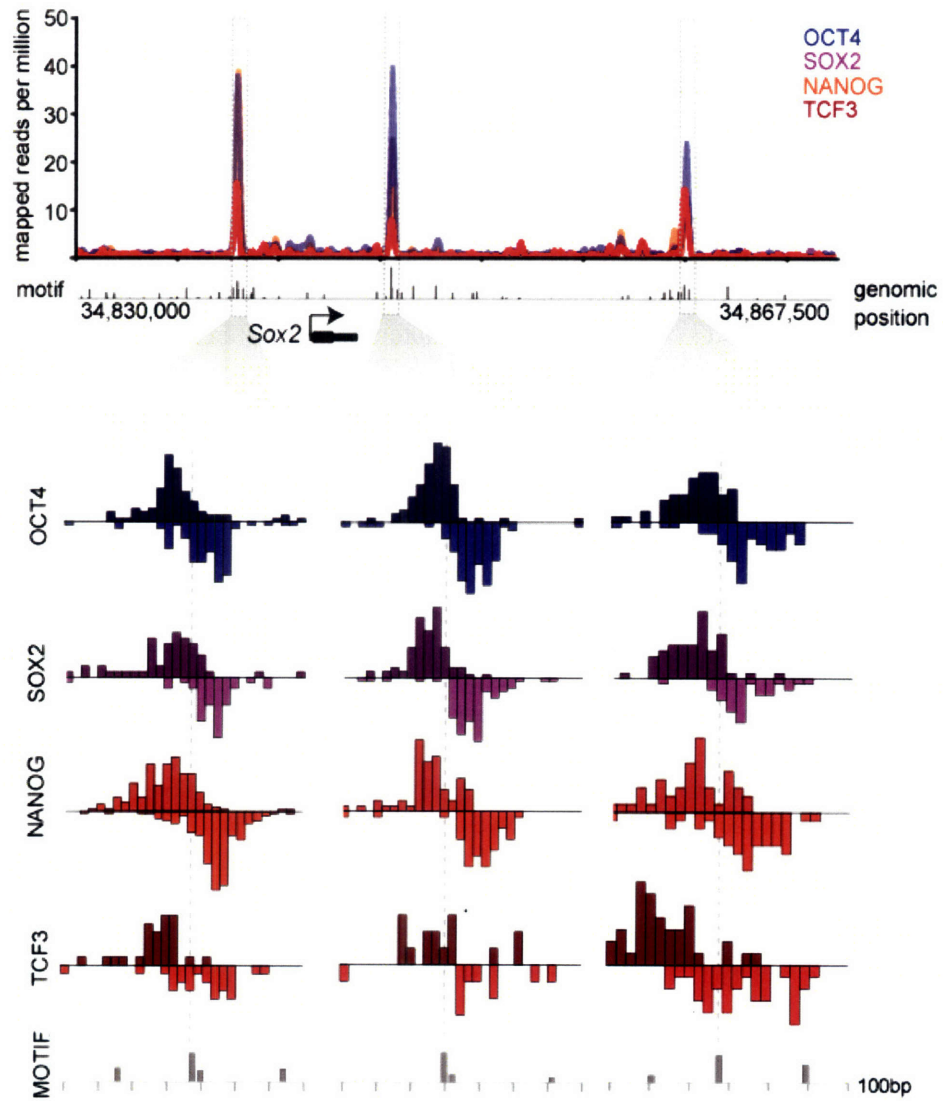 50
40
30
20
10
mapped reads per million
OCT4
SOX2
NANOG
TCF3
motif
34,830,000
34,867,500
genomic
position
Sox2
OCT4
SOX2
NANOG
TCF3
MOTIF
100bp